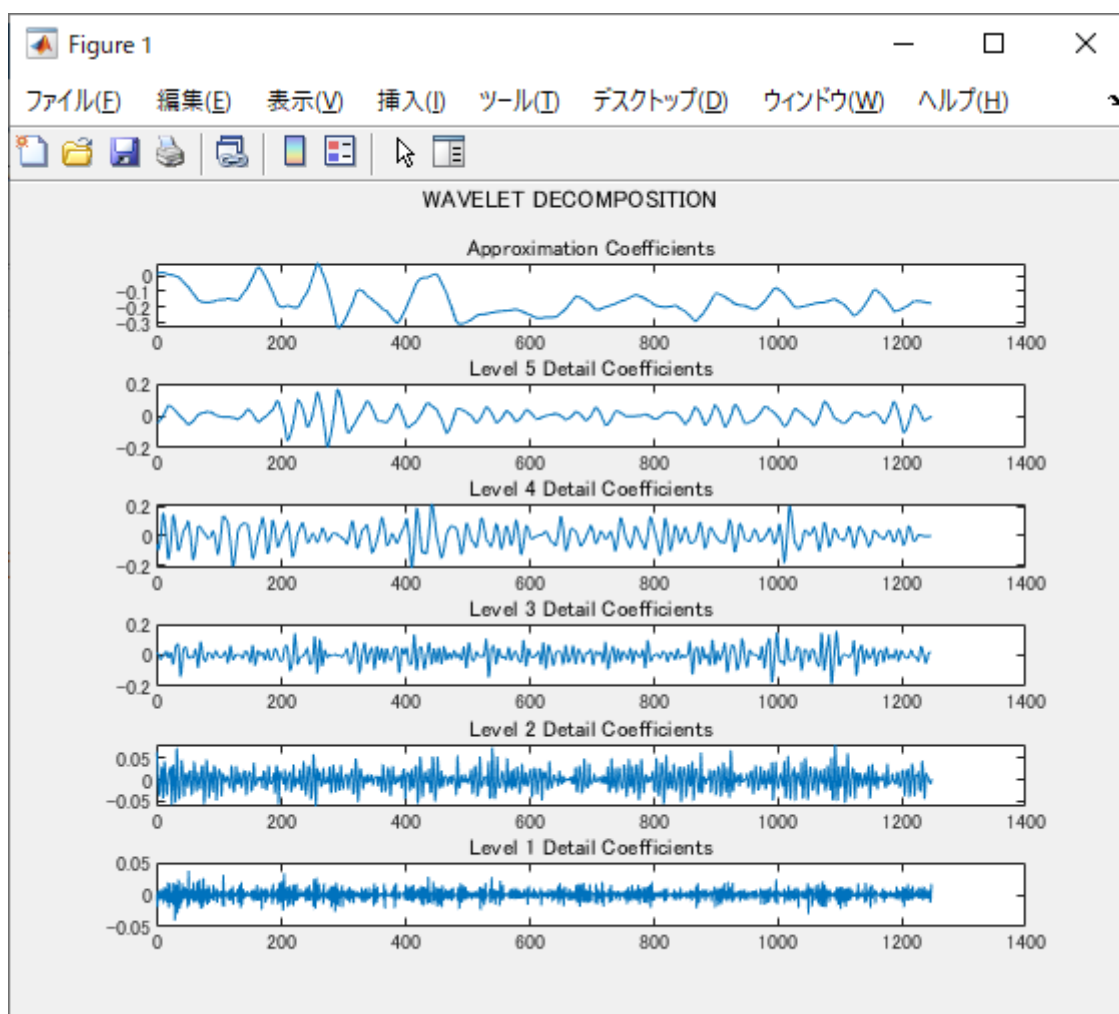 Figure 1
ファイル(F) 編集(E) 表示(V) 挿入(I) ツール(T) デスクトップ(D) ウィンドウ(W) ヘルプ(H)
WAVELET DECOMPOSITION
Approximation Coefficients
0
-0.1
-0.2
-0.3
0 200 400 600 800 1000 1200 1400
Level 5 Detail Coefficients
0.2
0
-0.2
0 200 400 600 800 1000 1200 1400
Level 4 Detail Coefficients
0.2
0
-0.2
0 200 400 600 800 1000 1200 1400
Level 3 Detail Coefficients
0.2
0
-0.2
0 200 400 600 800 1000 1200 1400
Level 2 Detail Coefficients
0.05
0
-0.05
0 200 400 600 800 1000 1200 1400
Level 1 Detail Coefficients
0.05
0
-0.05
0 200 400 600 800 1000 1200 1400